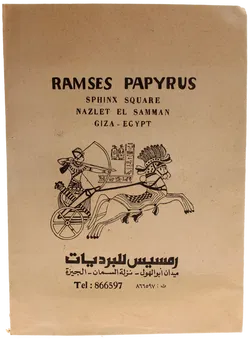 RAMSES PAPYRUS
SPHINX SQUARE
NAZLET EL SAMMAN
GIZA - EGYPT
رمسيس للبرديات
ميدان أبو الهول - نزلة السمان - الجيزة
Tel : 866597 ت / ٨٦٦٥٩٧